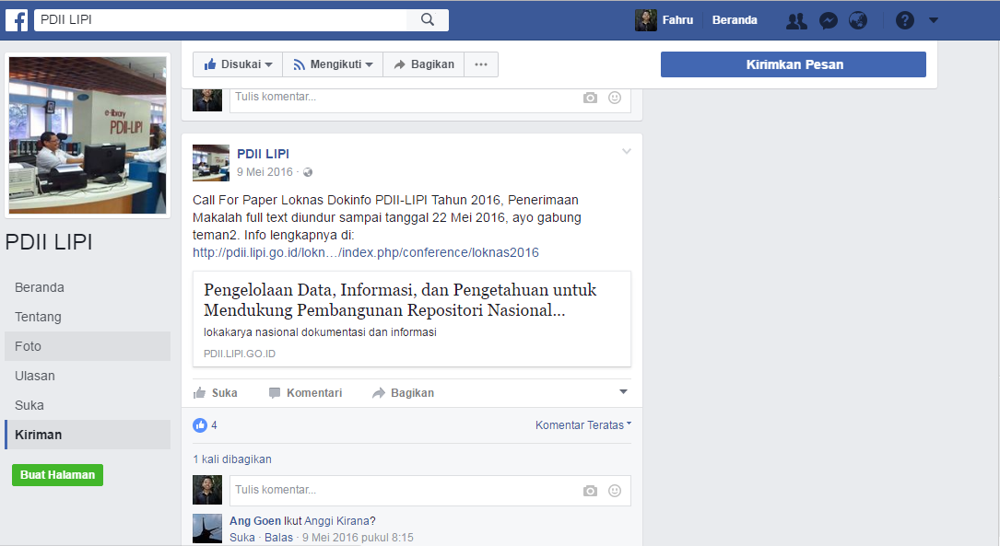 PDII LIPI
Fahru
Beranda
?
Disukai
Mengikuti
Bagikan
...
Kirimkan Pesan
Tulis komentar...
e-library
PDII-LIPI
PDII LIPI
Beranda
Tentang
Foto
Ulasan
Suka
Kiriman
Buat Halaman
PDII LIPI
9 Mei 2016 ·
Call For Paper Loknas Dokinfo PDII-LIPI Tahun 2016, Penerimaan
Makalah full text diundur sampai tanggal 22 Mei 2016, ayo gabung
teman2. Info lengkapnya di:
http://pdii.lipi.go.id/lokn…/index.php/conference/loknas2016
Pengelolaan Data, Informasi, dan Pengetahuan untuk
Mendukung Pembangunan Repositori Nasional...
lokakarya nasional dokumentasi dan informasi
PDII.LIPI.GO.ID
Suka Komentari Bagikan
4
Komentar Teratas
1 kali dibagikan
Tulis komentar...
Ang Goen Ikut Anggi Kirana?
Suka · Balas · 9 Mei 2016 pukul 8:15